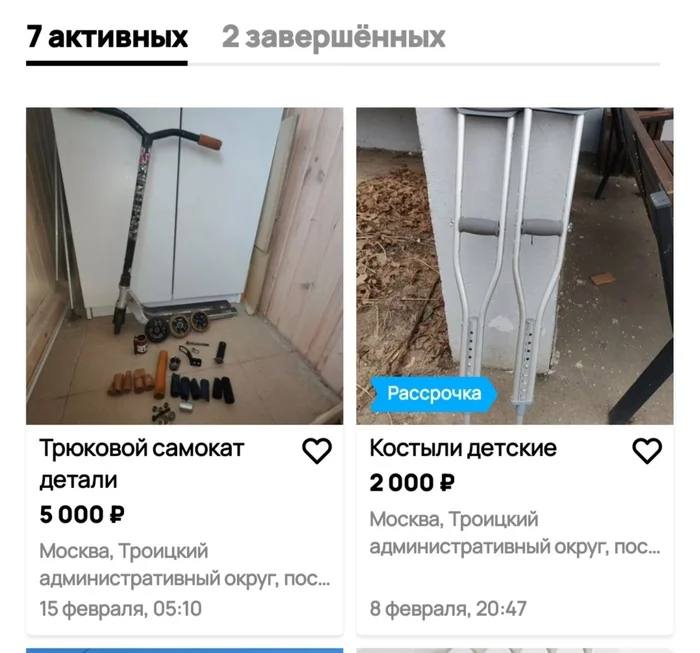 7 активных 2 завершённых
Рассрочка
Трюковой самокат
детали
5 000 ₽
Москва, Троицкий
административный округ, пос...
15 февраля, 05:10
Костыли детские
2 000 ₽
Москва, Троицкий
административный округ, пос...
8 февраля, 20:47